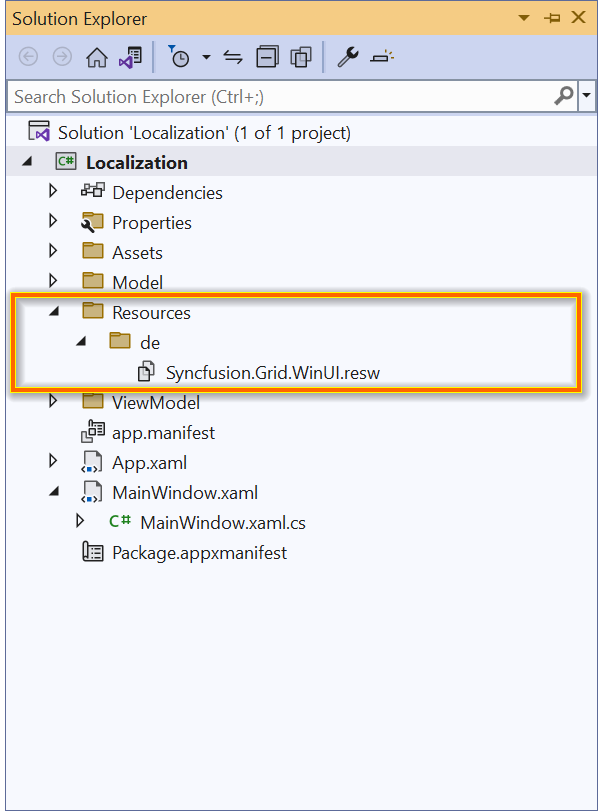 Solution Explorer
Search Solution Explorer (Ctrl+;)
Solution 'Localization' (1 of 1 project)
C# Localization
Dependencies
Properties
Assets
Model
Resources
de
Syncfusion.Grid.WinUI.resw
ViewModel
app.manifest
App.xaml
MainWindow.xaml
C# MainWindow.xaml.cs
Package.appxmanifest